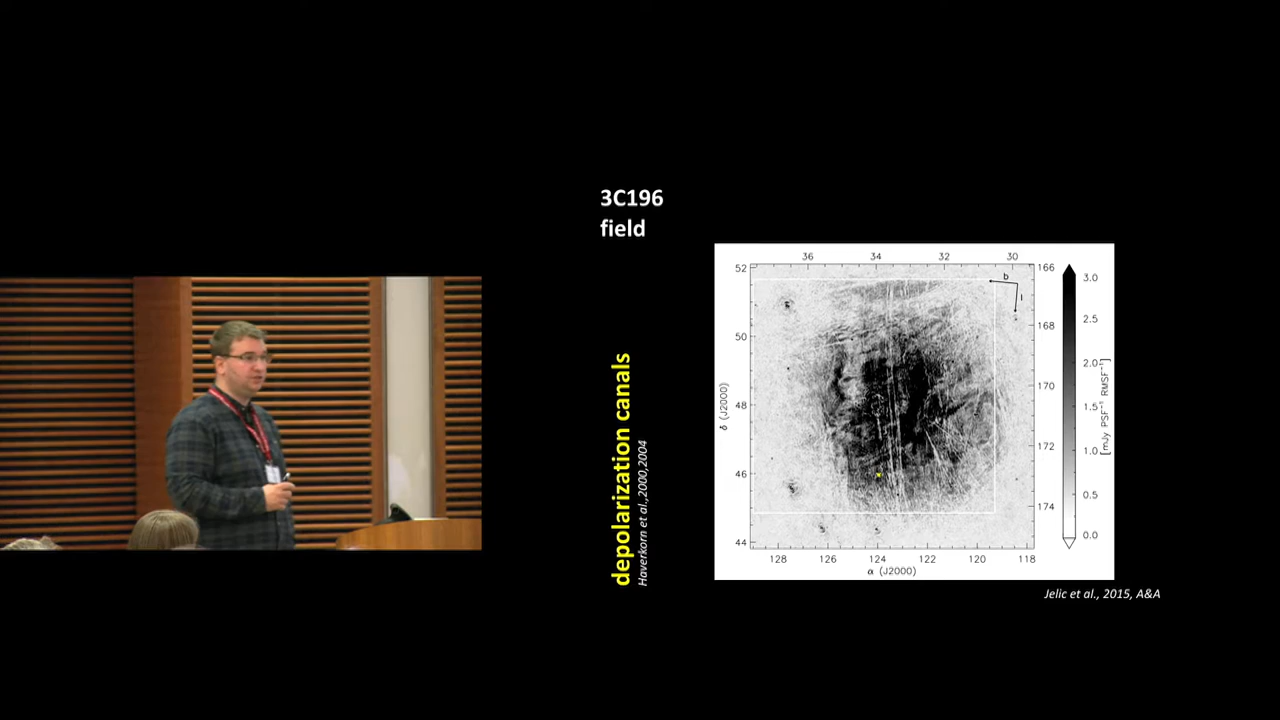 3C196
field
depolarization canals
Haverkorn et al.,2000,2004
36 34 32 30
52 50 48 46 44
δ (J2000)
b
l
166 168 170 172 174
128 126 124 122 120 118
α (J2000)
3.0 2.5 2.0 1.5 1.0 0.5 0.0
[mJy PSF⁻¹ RMSF⁻¹]
Jelic et al., 2015, A&A